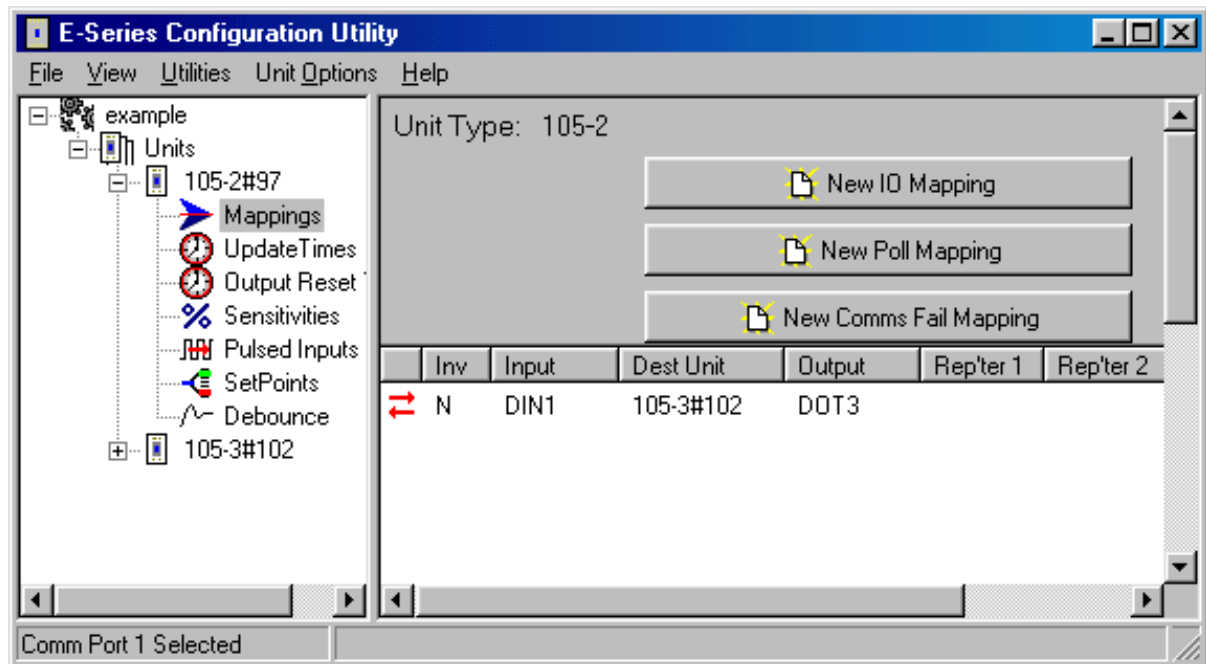 E-Series Configuration Utility
File View Utilities Unit Options Help
example
Units
105-2#97
Mappings
UpdateTimes
Output Reset
Sensitivities
Pulsed Inputs
SetPoints
Debounce
105-3#102
Unit Type: 105-2
New IO Mapping
New Poll Mapping
New Comms Fail Mapping
Inv Input Dest Unit Output Rep'ter 1 Rep'ter 2
N DIN1 105-3#102 DOT3
Comm Port 1 Selected